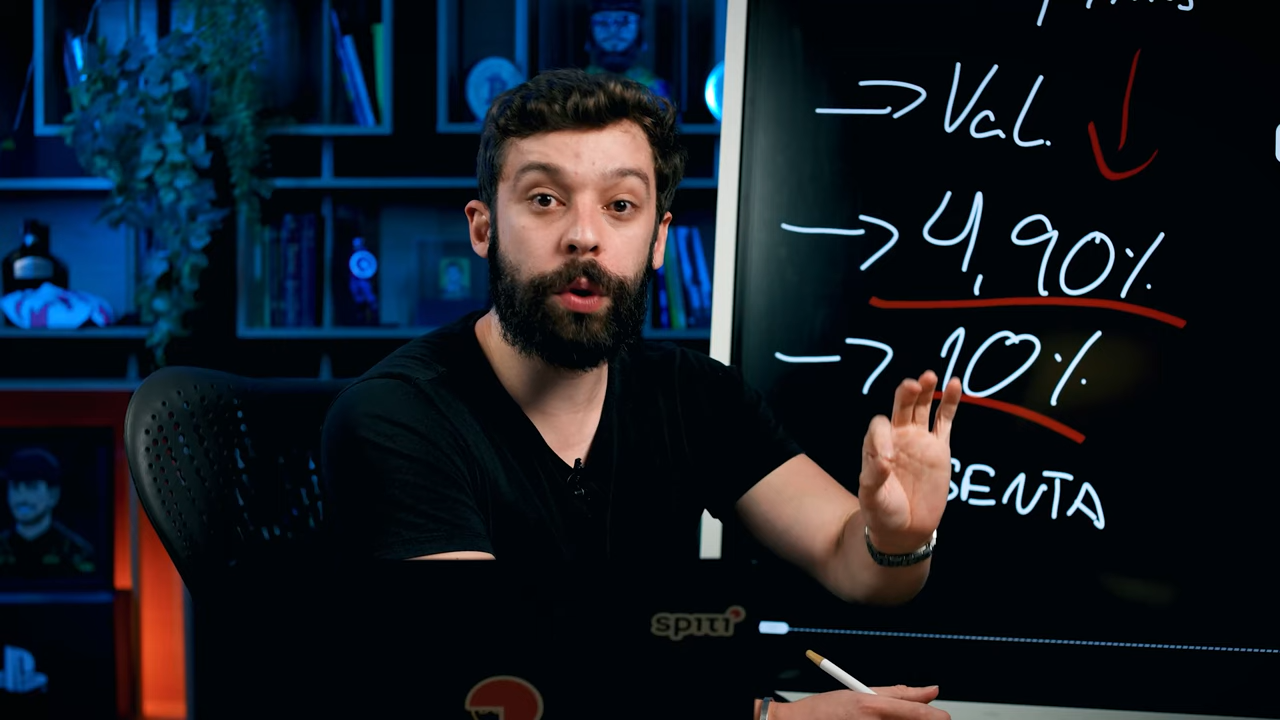 → Val. ↓
→ 4,90%
→ 10%
SENTA
spiti